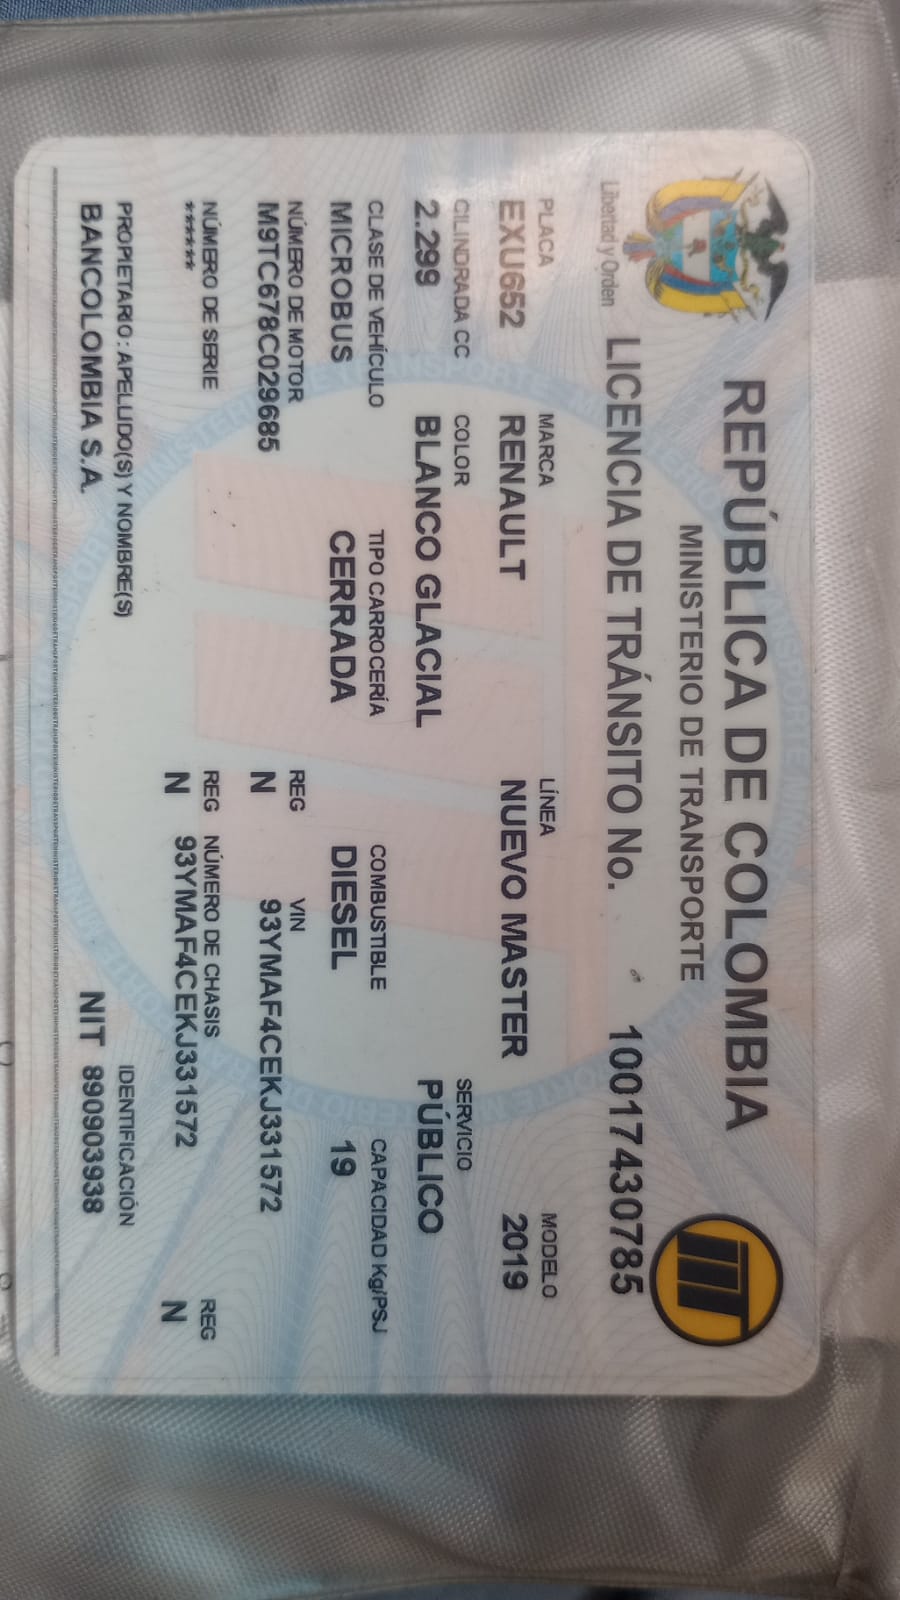 REPÚBLICA DE COLOMBIA
MINISTERIO DE TRANSPORTE
Libertad y Orden
LICENCIA DE TRÁNSITO No. 10017430785
PLACA MARCA LÍNEA MODELO
EXU652 RENAULT NUEVO MASTER 2019
CILINDRADA CC COLOR SERVICIO
2.299 BLANCO GLACIAL PÚBLICO
CLASE DE VEHÍCULO TIPO CARROCERÍA COMBUSTIBLE CAPACIDAD Kg/PSJ
MICROBUS CERRADA DIESEL 19
NÚMERO DE MOTOR REG VIN
M9TC678C029685 N 93YMAF4CEKJ331572
NÚMERO DE SERIE REG NÚMERO DE CHASIS REG
***** N 93YMAF4CEKJ331572 N
PROPIETARIO: APELLIDO(S) Y NOMBRE(S) IDENTIFICACIÓN
BANCOLOMBIA S.A. NIT 890903938